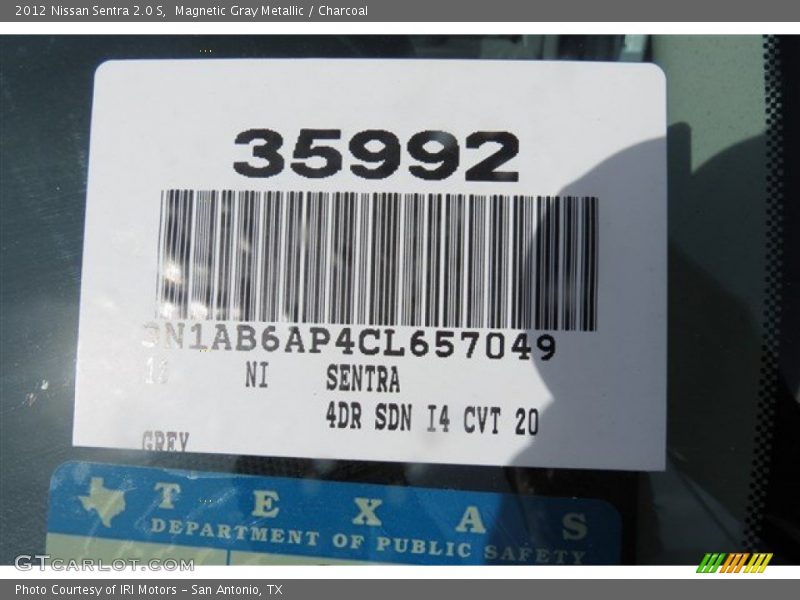 2012 Nissan Sentra 2.0 S,  Magnetic Gray Metallic / Charcoal
35992
3N1AB6AP4CL657049
NI SENTRA
4DR SDN I4 CVT 20
GREY
TEXAS
DEPARTMENT OF PUBLIC SAFETY
GTcarlot.com
Photo Courtesy of IRI Motors - San Antonio, TX